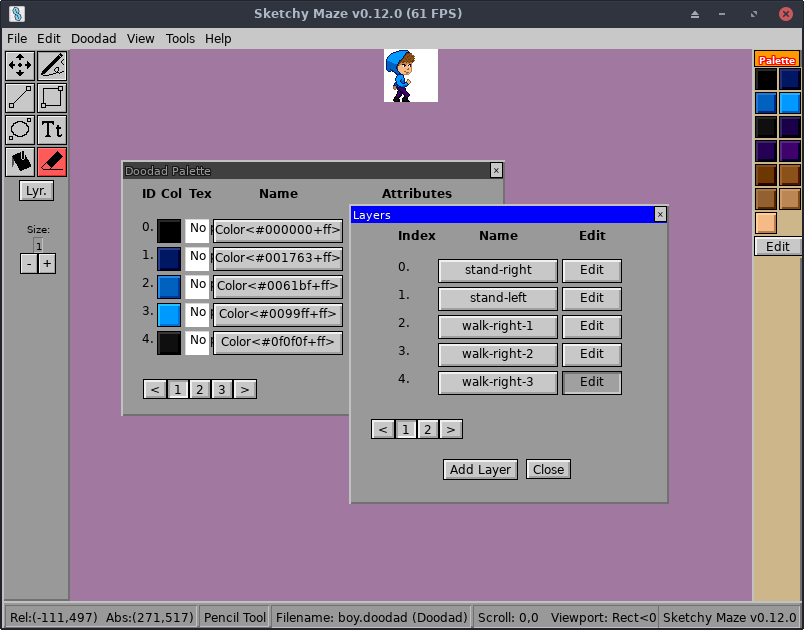 Sketchy Maze v0.12.0 (61 FPS)
File Edit Doodad View Tools Help
Palette
Tt
Lyr.
Size:
1
- +
Edit
Doodad Palette
ID Col Tex Name Attributes
0. No Color<#000000+ff>
1. No Color<#001763+ff>
2. No Color<#0061bf+ff>
3. No Color<#0099ff+ff>
4. No Color<#0f0f0f+ff>
< 1 2 3 >
Layers
Index Name Edit
0. stand-right Edit
1. stand-left Edit
2. walk-right-1 Edit
3. walk-right-2 Edit
4. walk-right-3 Edit
< 1 2 >
Add Layer Close
Rel:(-111,497) Abs:(271,517) Pencil Tool Filename: boy.doodad (Doodad) Scroll: 0,0 Viewport: Rect<0 Sketchy Maze v0.12.0